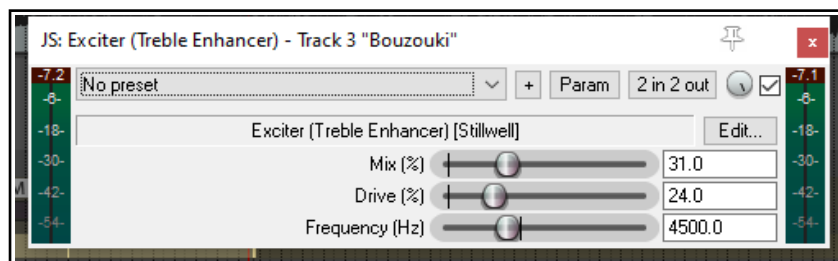 JS: Exciter (Treble Enhancer) - Track 3 "Bouzouki"
x
-7.2 No preset + Param 2 in 2 out -7.1
-6- -6-
-18- Exciter (Treble Enhancer) [Stillwell] Edit... -18-
-30- Mix (%) 31.0 -30-
M -42- Drive (%) 24.0 -42-
-54- Frequency (Hz) 4500.0 -54-